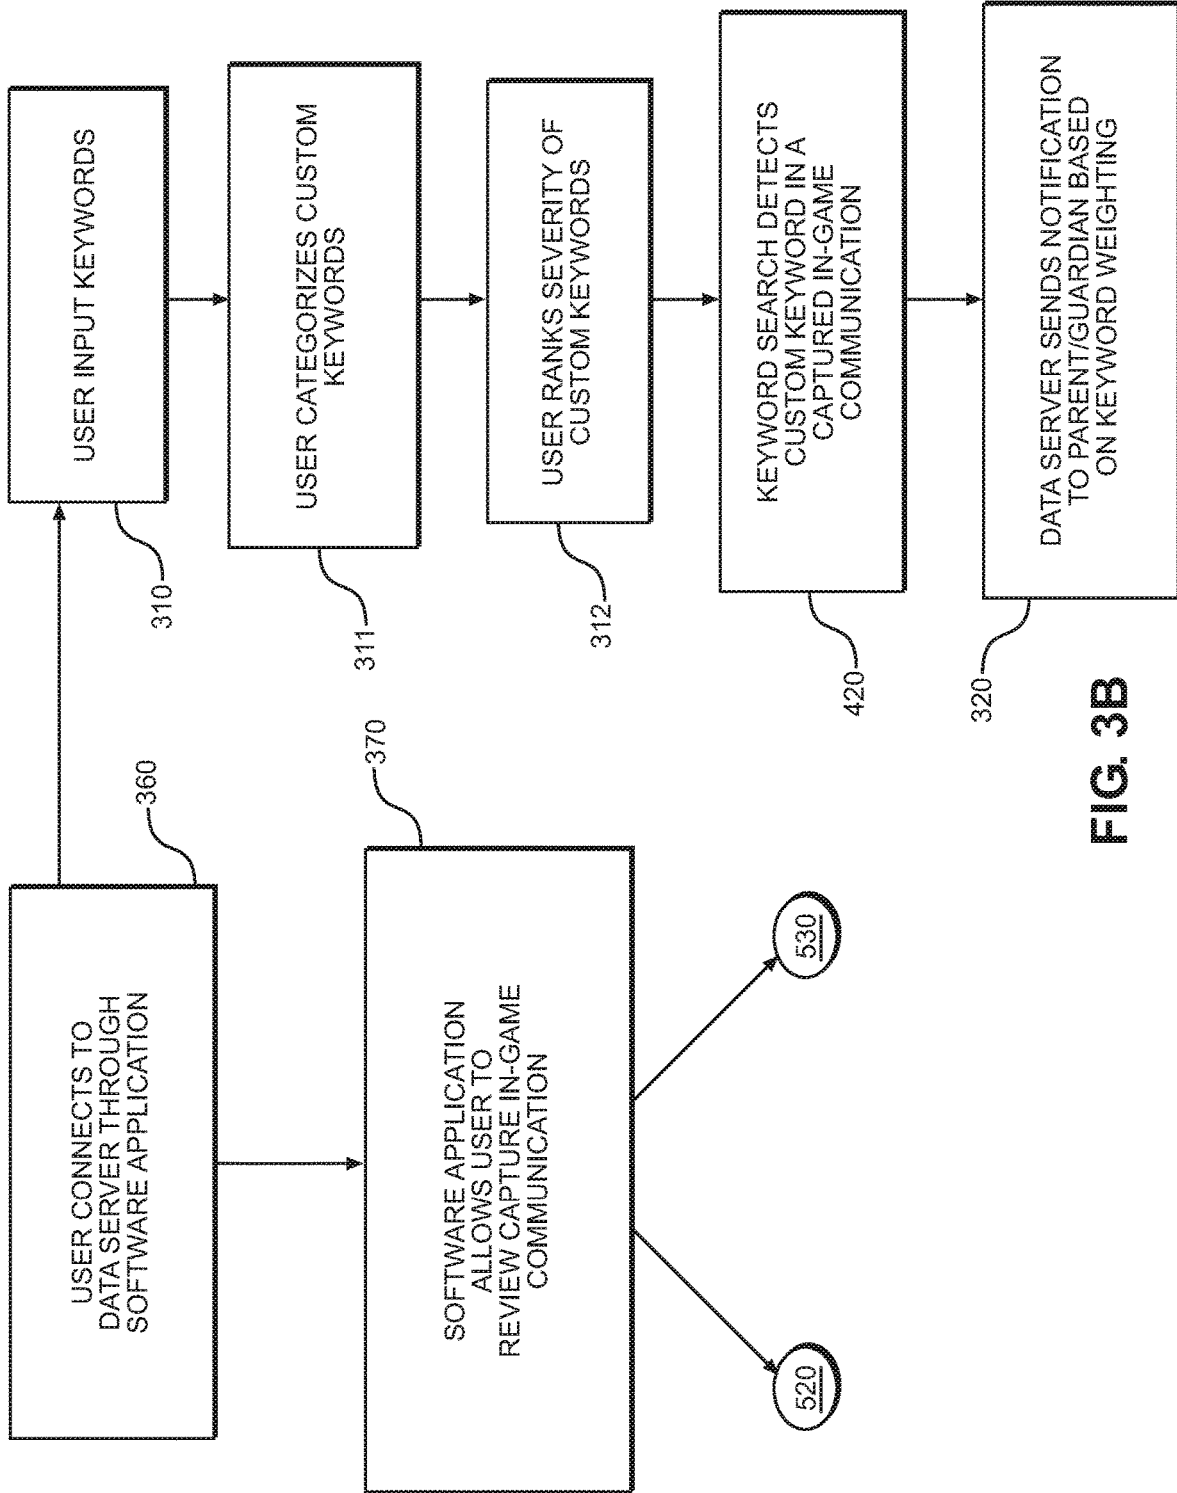 USER CONNECTS TO
DATA SERVER THROUGH
SOFTWARE APPLICATION
360
SOFTWARE APPLICATION
ALLOWS USER TO
REVIEW CAPTURE IN-GAME
COMMUNICATION
370
520
530
USER INPUT KEYWORDS
310
USER CATEGORIZES CUSTOM
KEYWORDS
311
USER RANKS SEVERITY OF
CUSTOM KEYWORDS
312
KEYWORD SEARCH DETECTS
CUSTOM KEYWORD IN A
CAPTURED IN-GAME
COMMUNICATION
420
DATA SERVER SENDS NOTIFICATION
TO PARENT/GUARDIAN BASED
ON KEYWORD WEIGHTING
320
FIG. 3B